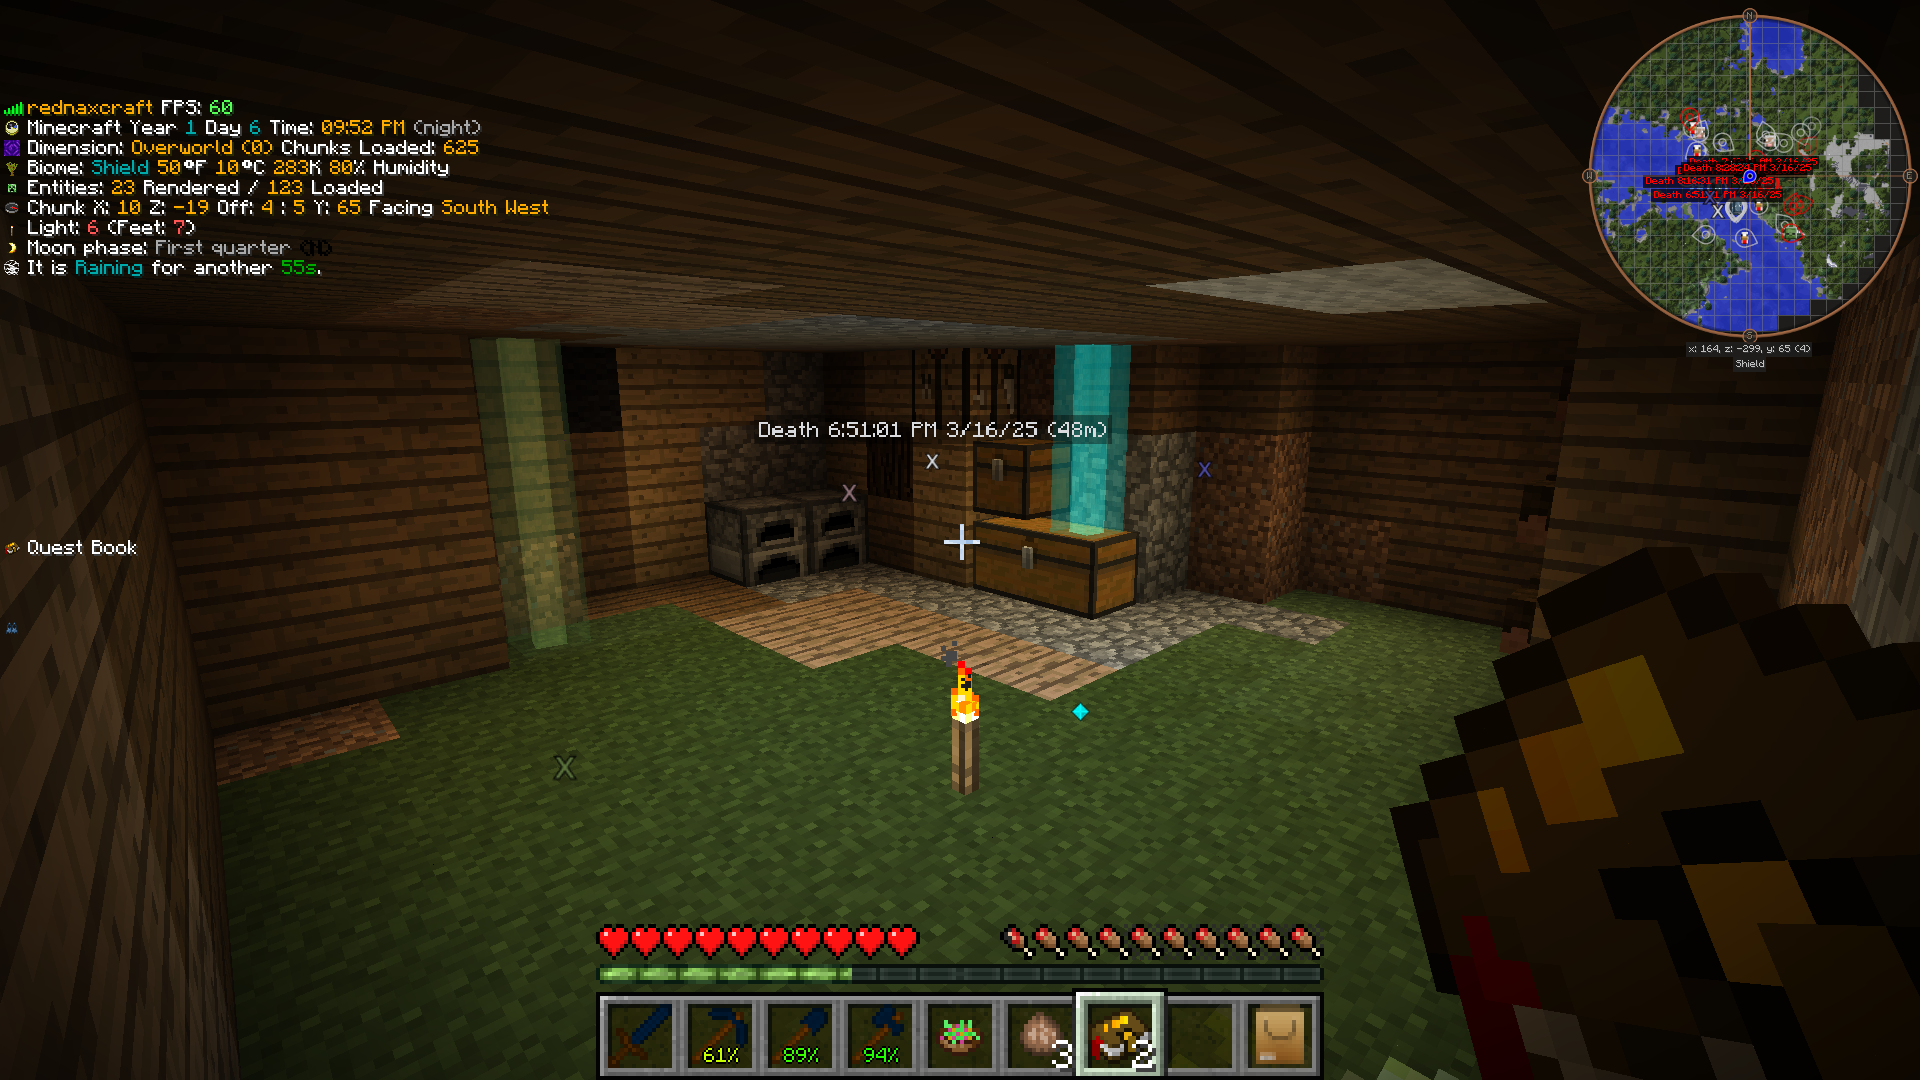 rednaxcraft FPS: 60
Minecraft Year 1 Day 6 Time: 09:52 PM (night)
Dimension: Overworld (0) Chunks Loaded: 625
Biome: Shield 50ºF 10ºC 283K 80% Humidity
Entities: 23 Rendered / 123 Loaded
Chunk X: 10 Z: -19 Off: 4 : 5 Y: 65 Facing South West
Light: 6 (Feet: 7)
Moon phase: First quarter
It is Raining for another 55s.
Quest Book
N
W
E
S
x: 164, z: -299, y: 65 (4)
Shield
Death 6:51:01 PM 3/16/25 (48m)
X
X
X
X
X
61%
89%
94%
3
2